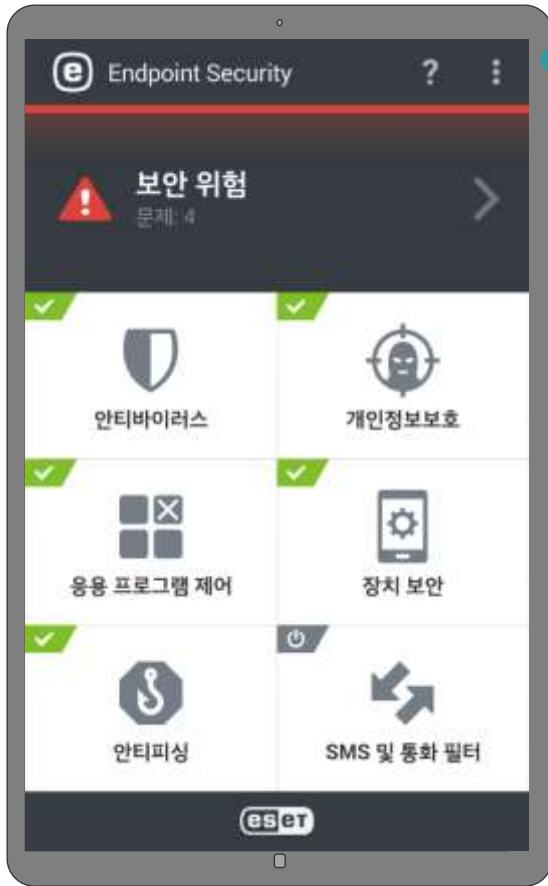 Endpoint Security ?
보안 위험
문제: 4
안티바이러스
개인정보보호
응용 프로그램 제어
장치 보안
안티피싱
SMS 및 통화 필터
eset